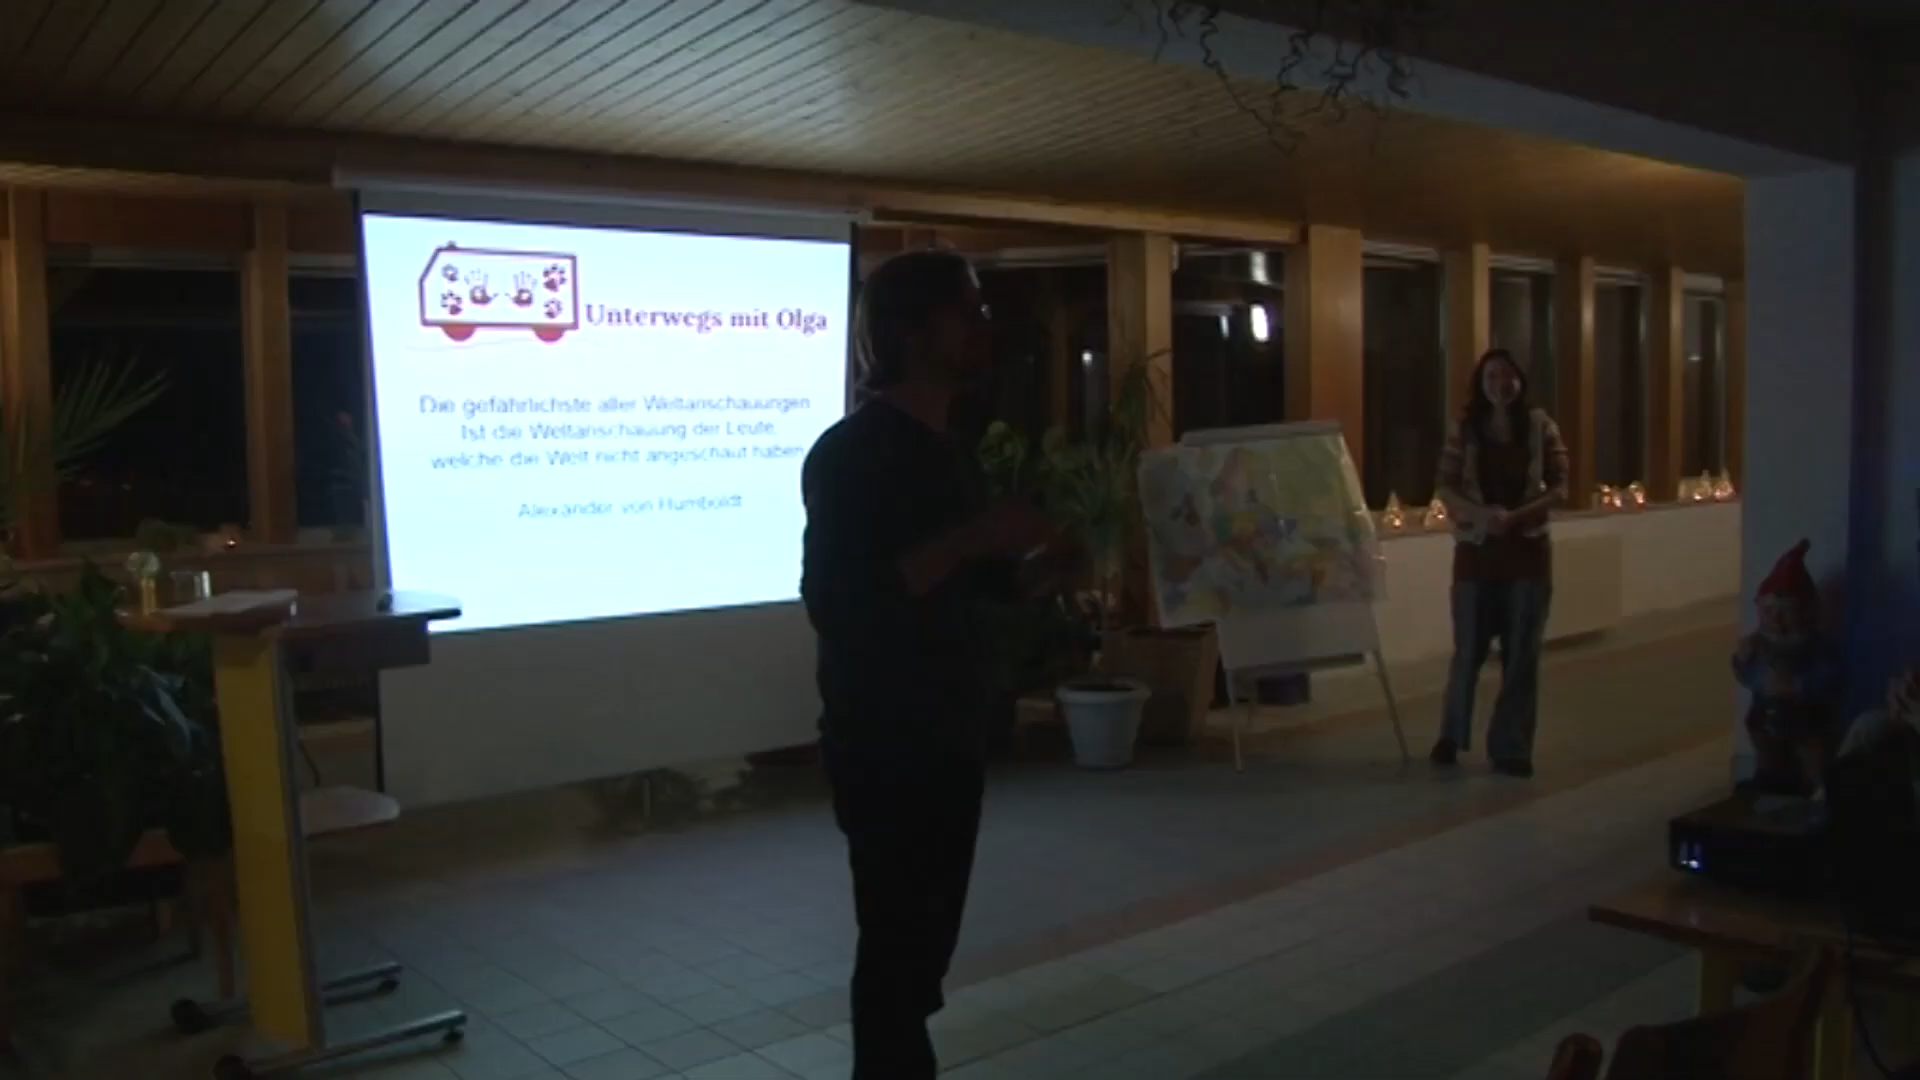 Unterwegs mit Olga
Die gefährlichste aller Weltanschauungen
Ist die Weltanschauung der Leute,
welche die Welt nicht angeschaut haben
Alexander von Humboldt